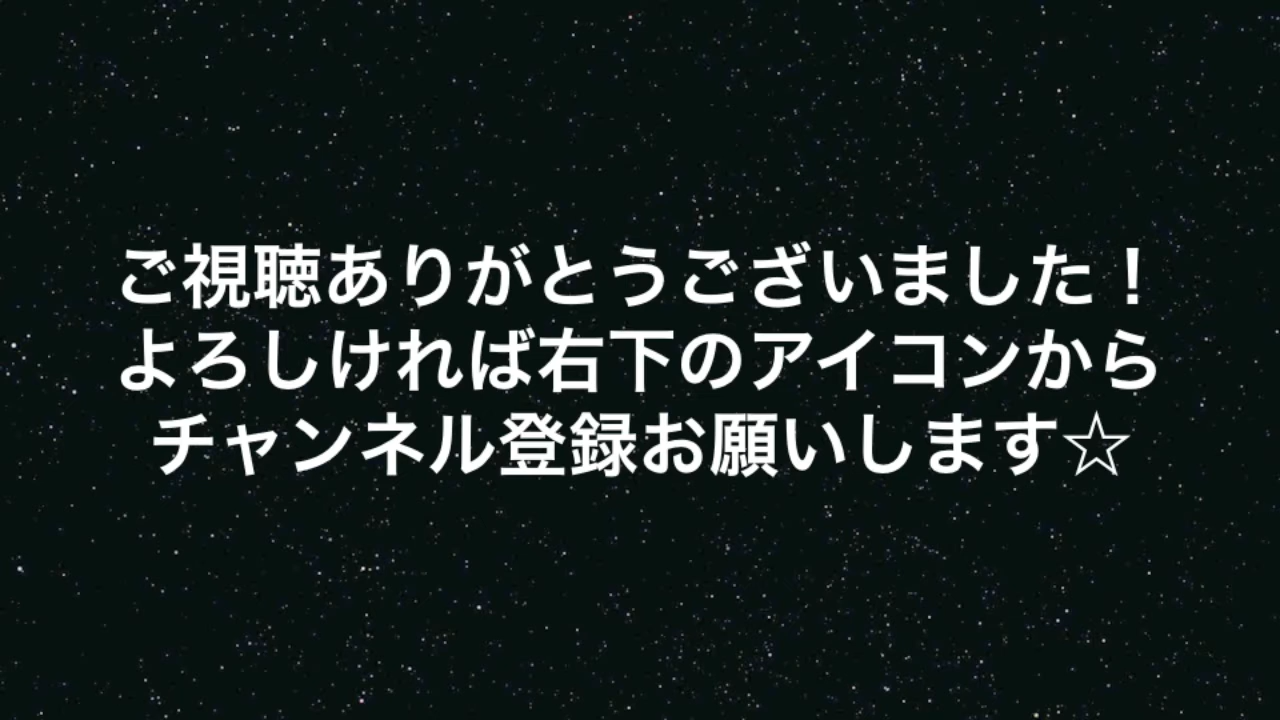 ご視聴ありがとうございました！
よろしければ右下のアイコンから
チャンネル登録お願いします☆